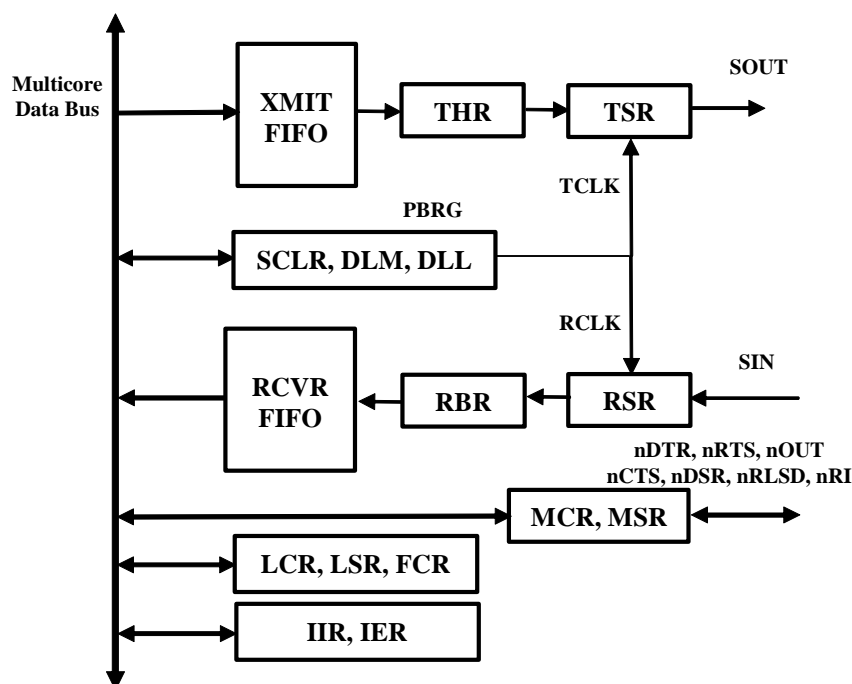 Multicore
Data Bus
XMIT
FIFO
THR
TSR
SOUT
TCLK
PBRG
SCLR, DLM, DLL
RCLK
SIN
RCVR
FIFO
RBR
RSR
nDTR, nRTS, nOUT
nCTS, nDSR, nRLSD, nRI
MCR, MSR
LCR, LSR, FCR
IIR, IER